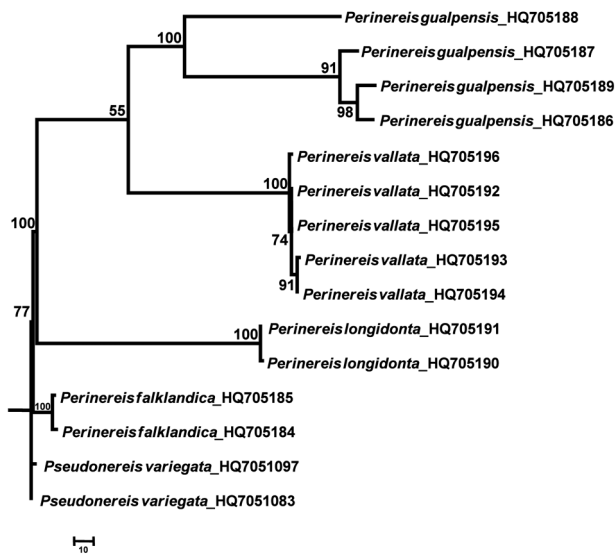 100
Perinereis gualpensis_HQ705188
91
Perinereis gualpensis_HQ705187
Perinereis gualpensis_HQ705189
98
Perinereis gualpensis_HQ705186
55
Perinereis vallata_HQ705196
100
Perinereis vallata_HQ705192
Perinereis vallata_HQ705195
74
Perinereis vallata_HQ705193
91
Perinereis vallata_HQ705194
100
77
100
Perinereis longidonta_HQ705191
Perinereis longidonta_HQ705190
100
Perinereis falklandica_HQ705185
Perinereis falklandica_HQ705184
Pseudonereis variegata_HQ7051097
Pseudonereis variegata_HQ7051083
10